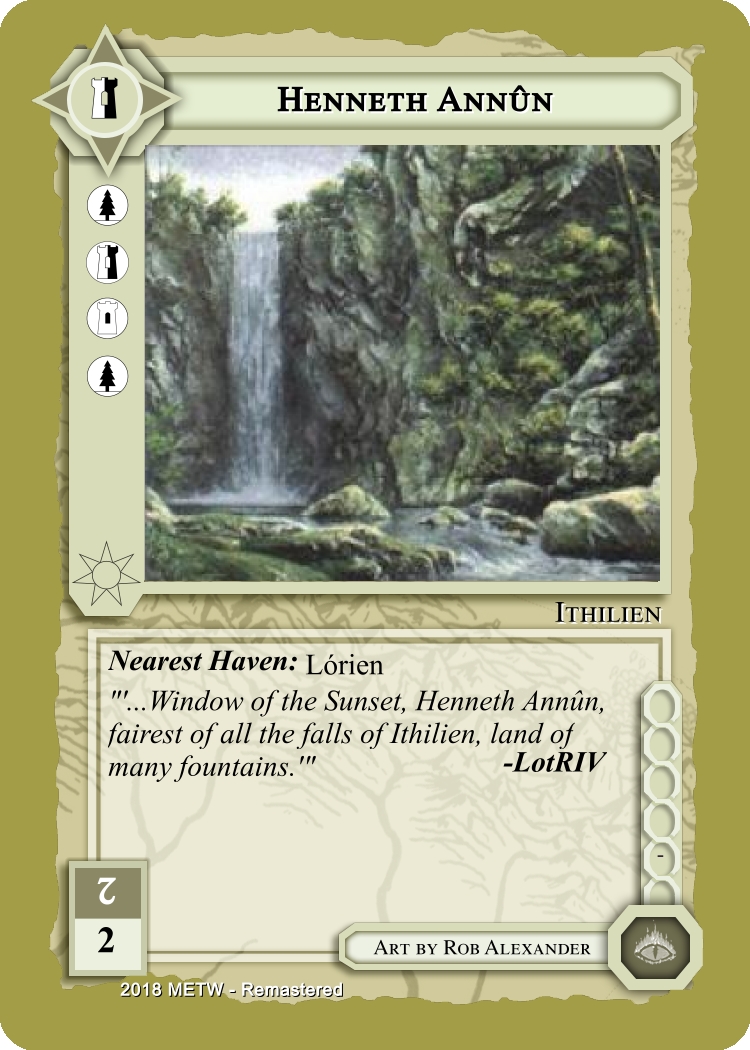 Henneth Annûn
Ithilien
Nearest Haven: Lórien
"'...Window of the Sunset, Henneth Annûn,
fairest of all the falls of Ithilien, land of
many fountains.'"
-LotRIV
-
2
2
Art by Rob Alexander
2018 METW - Remastered